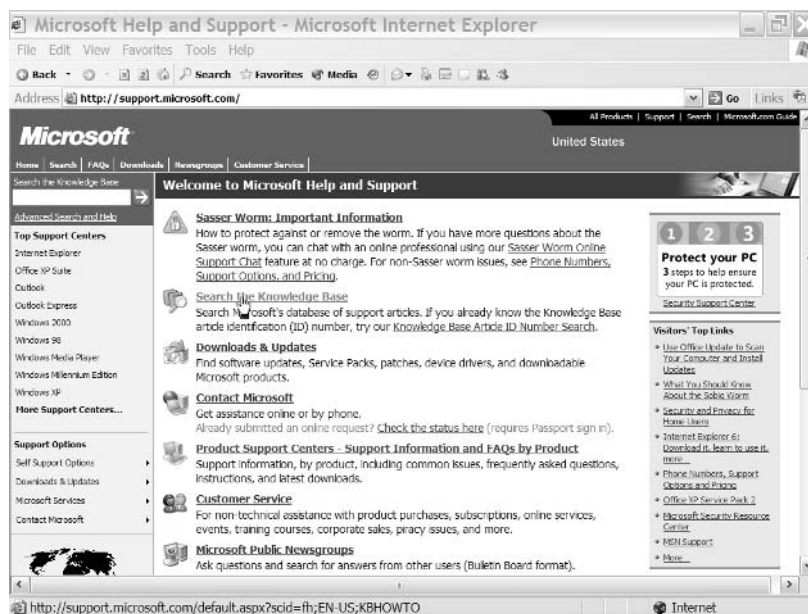 Microsoft Help and Support - Microsoft Internet Explorer
File Edit View Favorites Tools Help
Back Search Favorites Media
Address http://support.microsoft.com/ Go Links
All Products | Support | Search | Microsoft.com Guide
Microsoft
United States
Home | Search | FAQs | Downloads | Newsgroups | Customer Service |
Search the Knowledge Base
Advanced Search and Help
Top Support Centers
Internet Explorer
Office XP Suite
Outlook
Outlook Express
Windows 2000
Windows 98
Windows Media Player
Windows Millennium Edition
Windows XP
More Support Centers...
Support Options
Self Support Options
Downloads & Updates
Microsoft Services
Contact Microsoft
Welcome to Microsoft Help and Support
Sasser Worm: Important Information
How to protect against or remove the worm. If you have more questions about the
Sasser worm, you can chat with an online professional using our Sasser Worm Online
Support Chat feature at no charge. For non-Sasser worm issues, see Phone Numbers,
Support Options, and Pricing.
Search the Knowledge Base
Search Microsoft's database of support articles. If you already know the Knowledge Base
article identification (ID) number, try our Knowledge Base Article ID Number Search.
Downloads & Updates
Find software updates, Service Packs, patches, device drivers, and downloadable
Microsoft products.
Contact Microsoft
Get assistance online or by phone.
Already submitted an online request? Check the status here (requires Passport sign in).
Product Support Centers - Support Information and FAQs by Product
Support information, by product, including common issues, frequently asked questions,
instructions, and latest downloads.
Customer Service
For non-technical assistance with product purchases, subscriptions, online services,
events, training courses, corporate sales, piracy issues, and more.
Microsoft Public Newsgroups
Ask questions and search for answers from other users (Bulletin Board format).
1 2 3
Protect your PC
3 steps to help ensure
your PC is protected.
Security Support Center
Visitors' Top Links
Use Office Update to Scan
Your Computer and Install
Updates
What You Should Know
About the Sobig Worm
Security and Privacy for
Home Users
Internet Explorer 6:
Download it, learn to use it,
more...
Phone Numbers, Support
Options and Pricing
Office XP Service Pack 2
Microsoft Security Resource
Center
MSN Support
More...
http://support.microsoft.com/default.aspx?scid=fh;EN-US;KBHOWTO
Internet